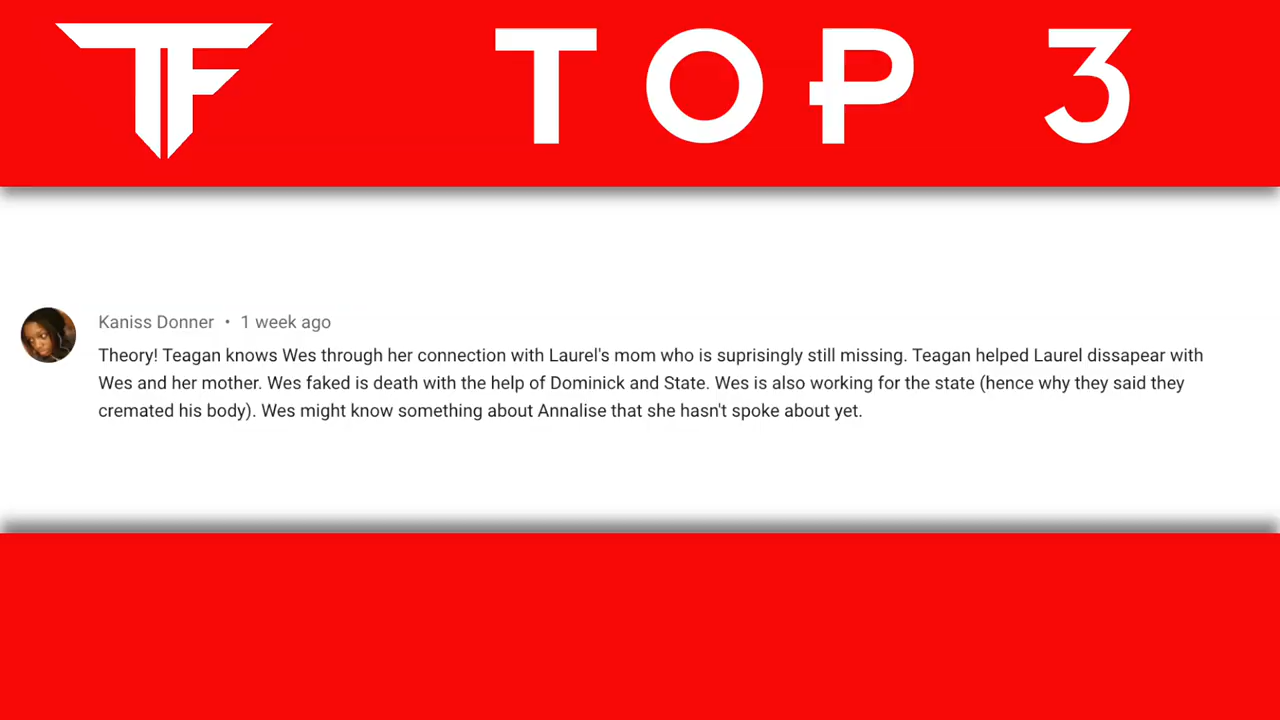 TF TOP 3
Kaniss Donner • 1 week ago
Theory! Teagan knows Wes through her connection with Laurel's mom who is suprisingly still missing. Teagan helped Laurel dissapear with
Wes and her mother. Wes faked is death with the help of Dominick and State. Wes is also working for the state (hence why they said they
cremated his body). Wes might know something about Annalise that she hasn't spoke about yet.